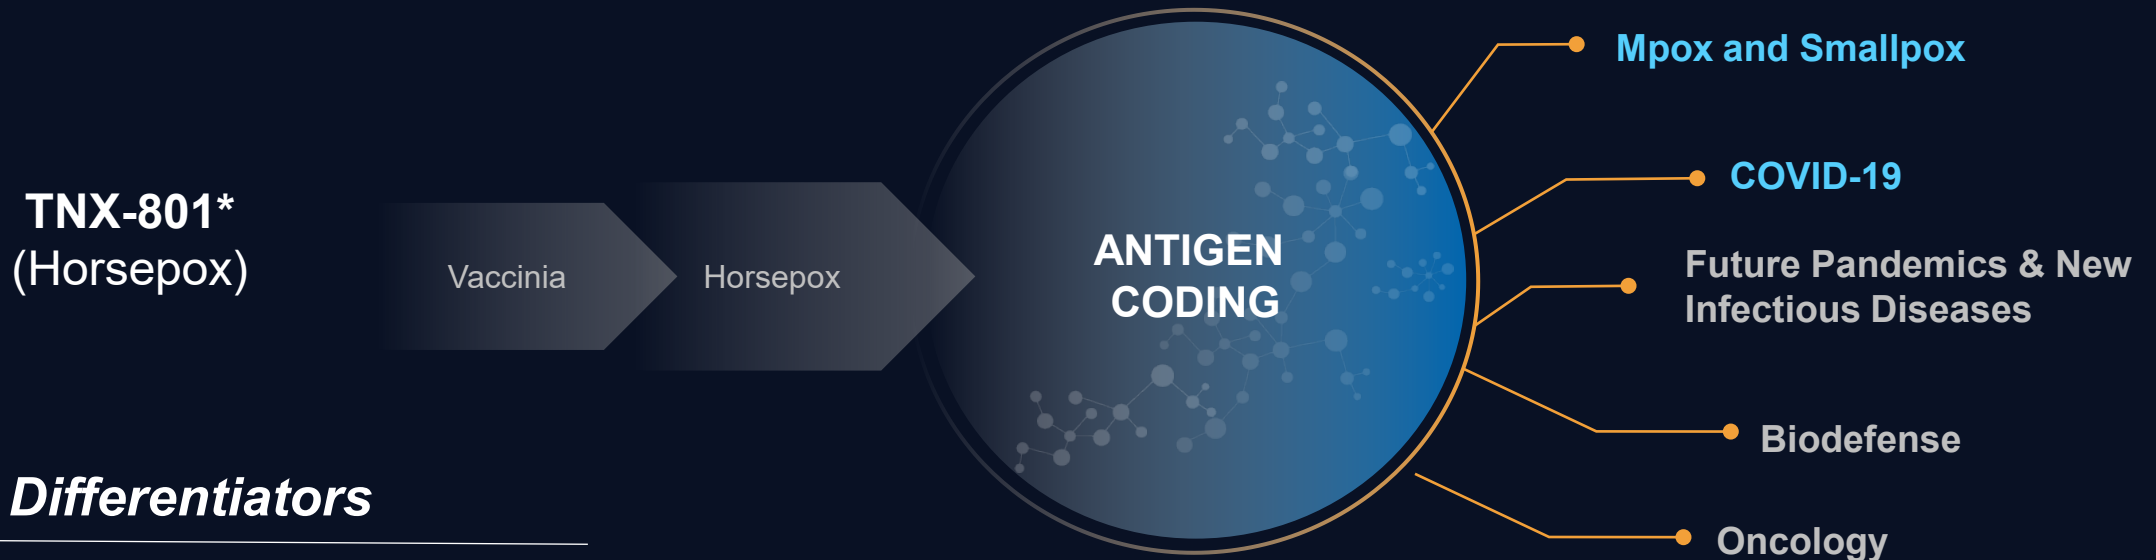 TNX-801*
(Horsepox)
Vaccinia
Horsepox
ANTIGEN
CODING
Mpox and Smallpox
COVID-19
Future Pandemics & New
Infectious Diseases
Biodefense
Oncology
Differentiators